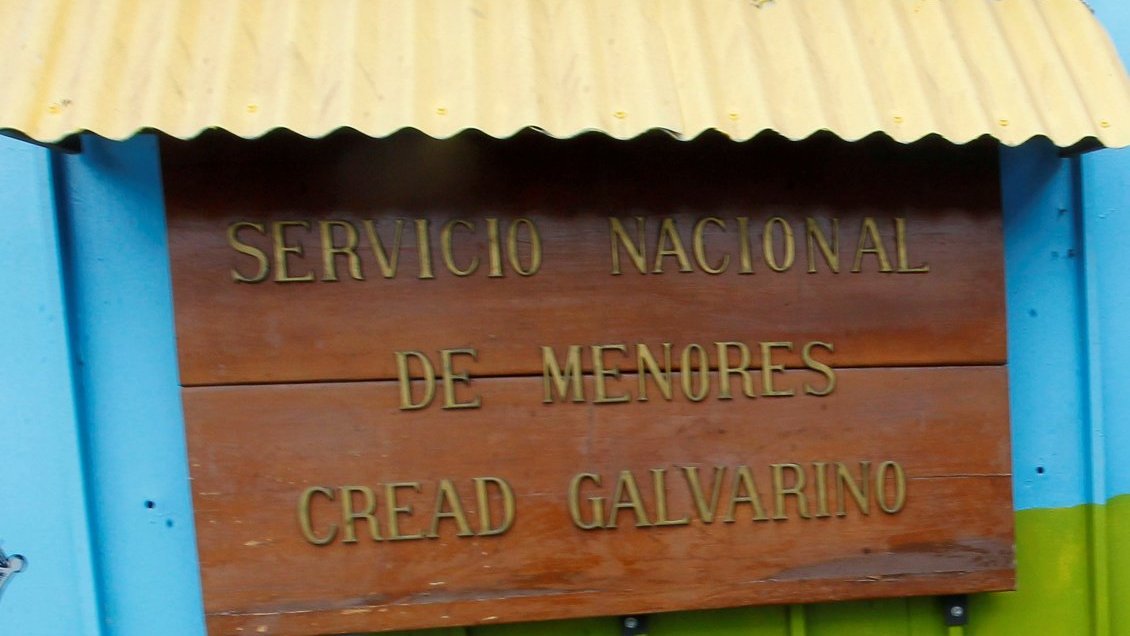 SERVICIO NACIONAL
DE MENORES
CREAD GALVARINO